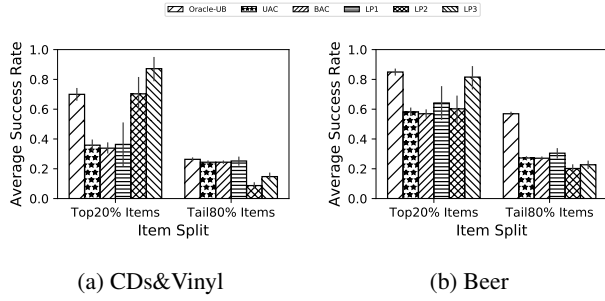 Oracle-UB UAC BAC LP1 LP2 LP3
Average Success Rate
1.0
0.8
0.6
0.4
0.2
0.0
Top20% Items Tail80% Items
Item Split
(a) CDs&Vinyl
Average Success Rate
1.0
0.8
0.6
0.4
0.2
0.0
Top20% Items Tail80% Items
Item Split
(b) Beer